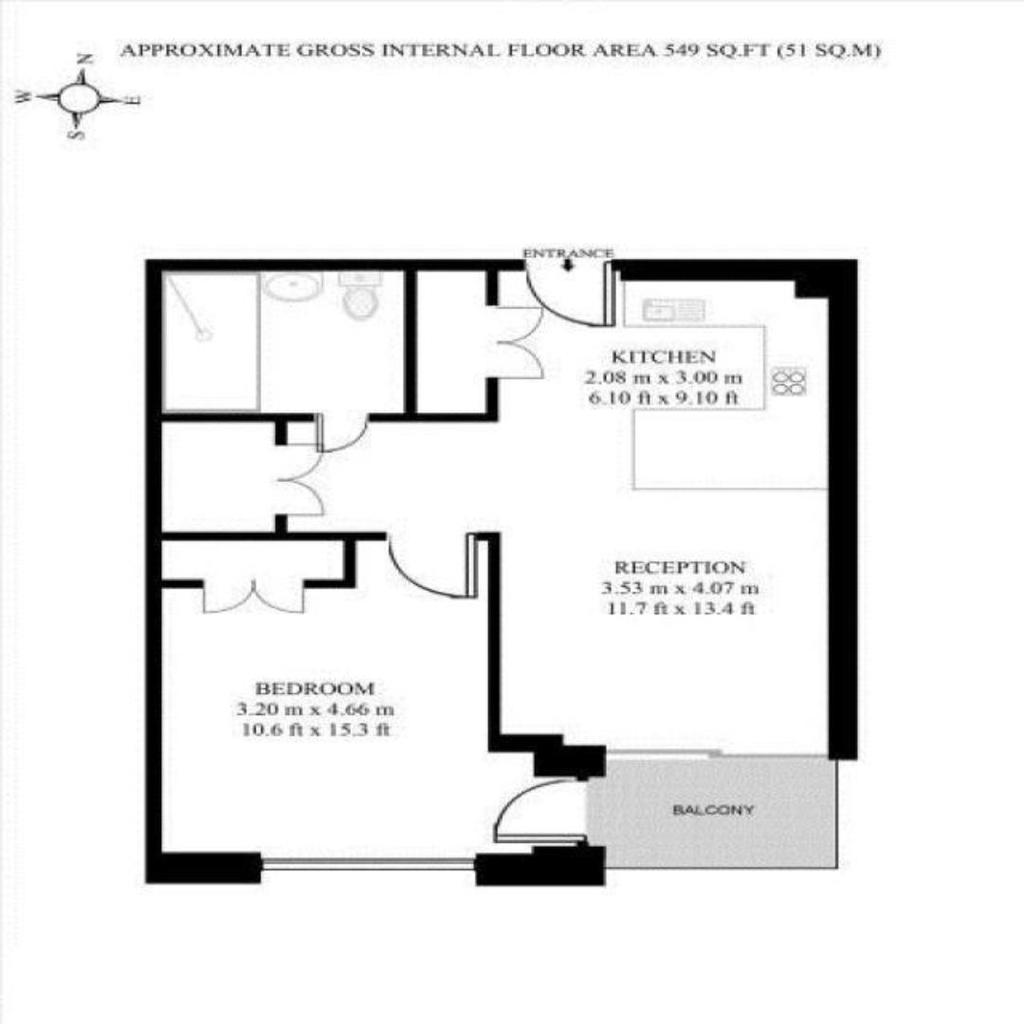 APPROXIMATE GROSS INTERNAL FLOOR AREA 549 SQ.FT (51 SQ.M)
N
W
E
S
ENTRANCE
KITCHEN
2.08 m x 3.00 m
6.10 ft x 9.10 ft
RECEPTION
3.53 m x 4.07 m
11.7 ft x 13.4 ft
BEDROOM
3.20 m x 4.66 m
10.6 ft x 15.3 ft
BALCONY